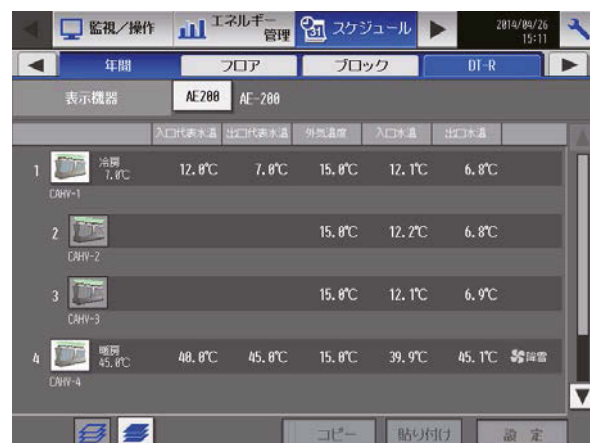 監視/操作 エネルギー管理 スケジュール 2014/04/26 15:11
年間 フロア ブロック DT-R
表示機器 AE200 AE-200
入口代表水温 出口代表水温 外気温度 入口水温 出口水温
1 冷房 7.0℃ 12.0℃ 7.0℃ 15.0℃ 12.1℃ 6.8℃
CAHV-1
2 15.0℃ 12.2℃ 6.8℃
CAHV-2
3 15.0℃ 12.1℃ 6.9℃
CAHV-3
4 暖房 45.0℃ 40.0℃ 45.0℃ 15.0℃ 39.9℃ 45.1℃ 除雪
CAHV-4
コピー 貼り付け 設定